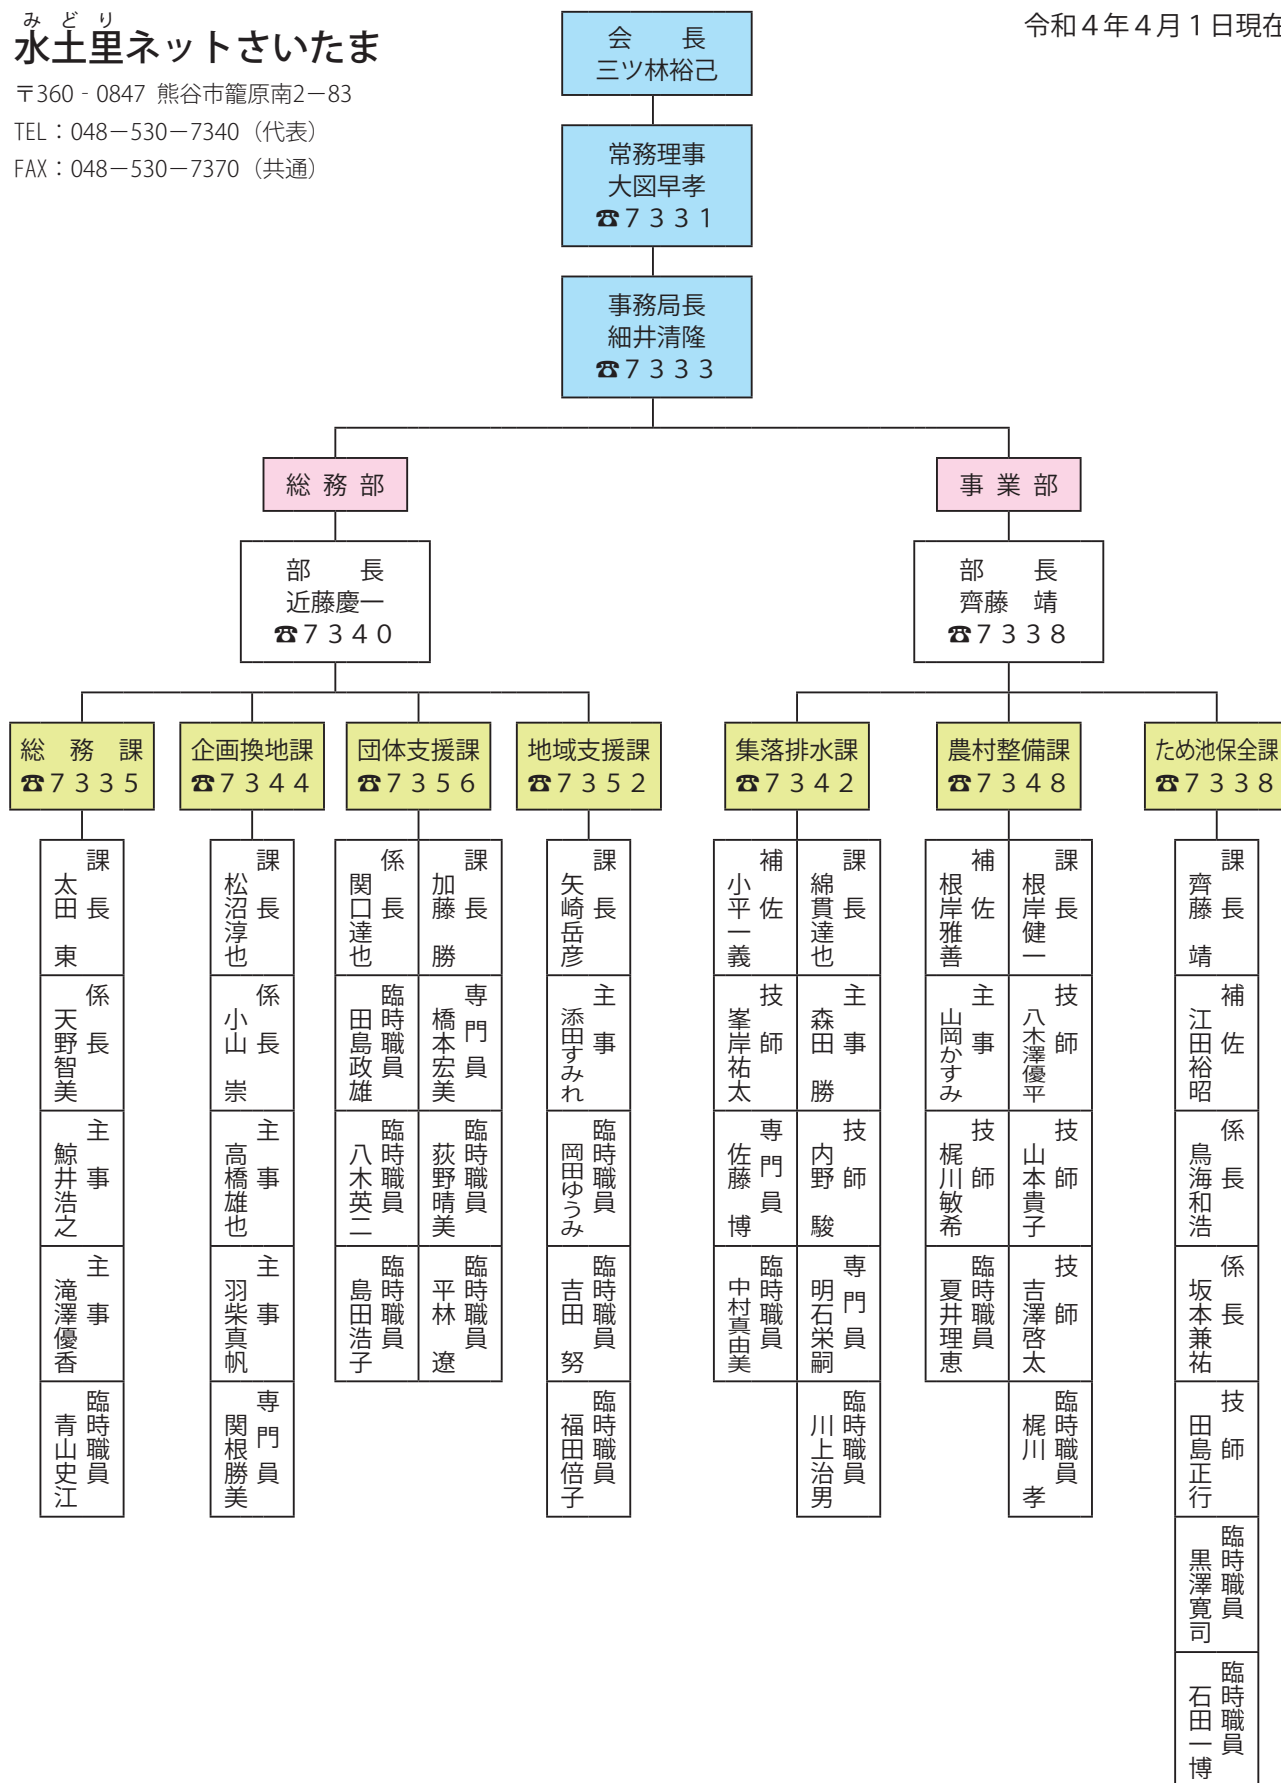 みどり
水土里ネットさいたま
〒360‐0847 熊谷市籠原南2－83
TEL：048－530－7340（代表）
FAX：048－530－7370（共通）
令和４年４月１日現在
会　長
三ツ林裕己
常務理事
大図早孝
☎７３３１
事務局長
細井清隆
☎７３３３
総務部
部　長
近藤慶一
☎７３４０
事業部
部　長
齊藤　靖
☎７３３８
総　務　課
☎７３３５
課長
太田　東
係長
天野智美
主事
鯨井浩之
主事
滝澤優香
臨時職員
青山史江
企画換地課
☎７３４４
課長
松沼淳也
係長
小山　崇
主事
高橋雄也
主事
羽柴真帆
専門員
関根勝美
団体支援課
☎７３５６
課長
加藤　勝
専門員
橋本宏美
臨時職員
荻野晴美
臨時職員
平林　遼
係長
関口達也
臨時職員
田島政雄
臨時職員
八木英二
臨時職員
島田浩子
地域支援課
☎７３５２
課長
矢崎岳彦
主事
添田すみれ
臨時職員
岡田ゆうみ
臨時職員
吉田　努
臨時職員
福田倍子
集落排水課
☎７３４２
課長
綿貫達也
主事
森田　勝
技師
内野　駿
専門員
明石栄嗣
臨時職員
川上治男
補佐
小平一義
技師
峯岸祐太
専門員
佐藤　博
臨時職員
中村真由美
農村整備課
☎７３４８
課長
根岸健一
技師
八木澤優平
技師
山本貴子
技師
吉澤啓太
臨時職員
梶川　孝
補佐
根岸雅善
主事
山岡かすみ
技師
梶川敏希
臨時職員
夏井理恵
ため池保全課
☎７３３８
課長
齊藤　靖
補佐
江田裕昭
係長
鳥海和浩
係長
坂本兼祐
技師
田島正行
臨時職員
黒澤寛司
臨時職員
石田一博